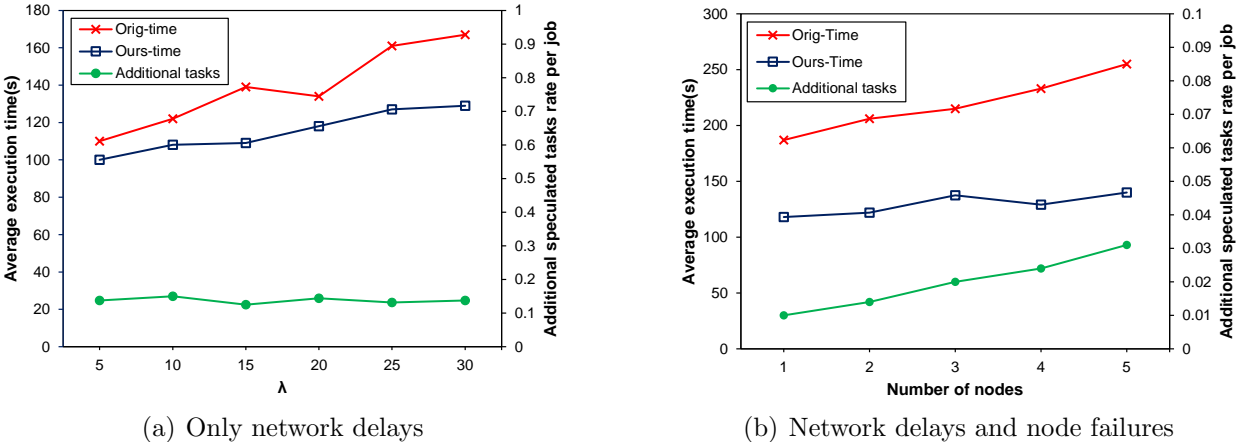 180
160
140
120
100
80
60
40
20
0
Average execution time(s)
Orig-time
Ours-time
Additional tasks
1
0.9
0.8
0.7
0.6
0.5
0.4
0.3
0.2
0.1
0
Additional speculated tasks rate per job
5 10 15 20 25 30
λ
(a) Only network delays
300
250
200
150
100
50
0
Average execution time(s)
Orig-Time
Ours-Time
Additional tasks
0.1
0.09
0.08
0.07
0.06
0.05
0.04
0.03
0.02
0.01
0
Additional speculated tasks rate per job
1 2 3 4 5
Number of nodes
(b) Network delays and node failures